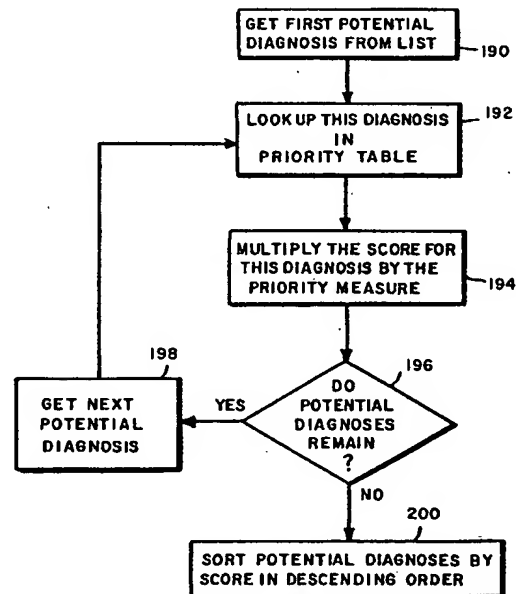 GET FIRST POTENTIAL
DIAGNOSIS FROM LIST
190
LOOK UP THIS DIAGNOSIS
IN
PRIORITY TABLE
192
MULTIPLY THE SCORE FOR
THIS DIAGNOSIS BY THE
PRIORITY MEASURE
194
196
DO
POTENTIAL
DIAGNOSES
REMAIN
?
YES
198
GET NEXT
POTENTIAL
DIAGNOSIS
NO
200
SORT POTENTIAL DIAGNOSES BY
SCORE IN DESCENDING ORDER